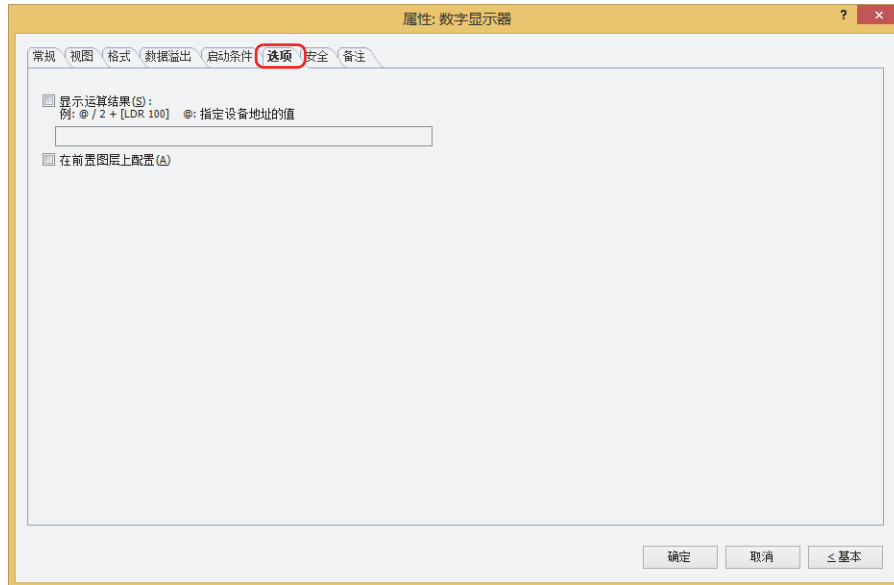 属性: 数字显示器
? ×
常规 视图 格式 数据溢出 启动条件 选项 安全 备注
显示运算结果(S):
例: @ / 2 + [LDR 100] @: 指定设备地址的值
在前置图层上配置(A)
确定 取消 ≤基本